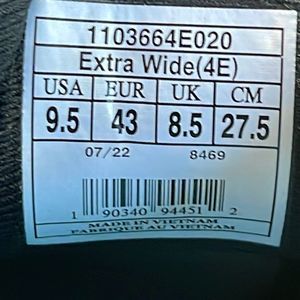 1103664E020
Extra Wide(4E)
USA EUR UK CM
9.5 43 8.5 27.5
07/22 8469
1 90340 94451 2
MADE IN VIETNAM
FABRIQUE AU VIETNAM